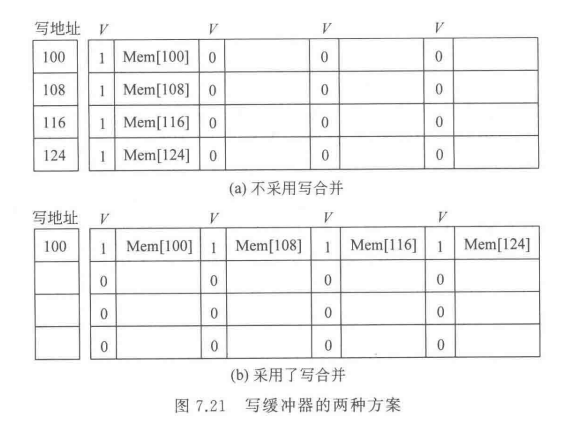 写地址 V V V V
100 1 Mem[100] 0 0 0
108 1 Mem[108] 0 0 0
116 1 Mem[116] 0 0 0
124 1 Mem[124] 0 0 0
(a) 不采用写合并
写地址 V V V V
100 1 Mem[100] 1 Mem[108] 1 Mem[116] 1 Mem[124]
0 0 0 0
0 0 0 0
0 0 0 0
(b) 采用了写合并
图 7.21 写缓冲器的两种方案